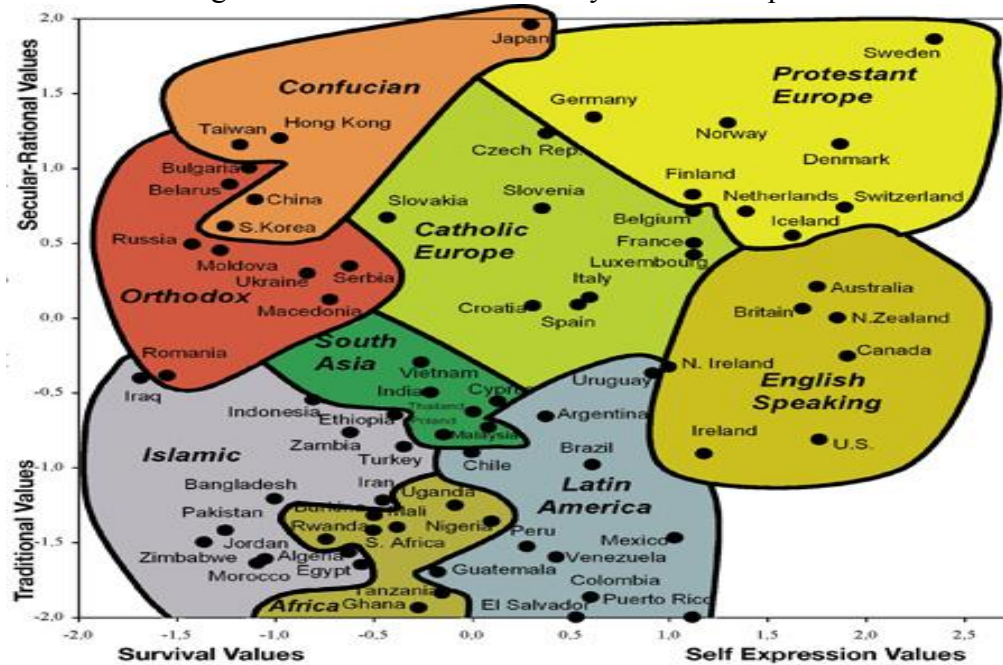 2.0
Japan
Sweden
Secular-Rational Values
Confucian
Protestant
Europe
1.5
Germany
Taiwan
Hong Kong
Norway
Czech Rep.
Denmark
1.0
Bulgaria
Finland
Belarus
China
Slovakia
Slovenia
Netherlands
Switzerland
Belgium
Iceland
S.Korea
Catholic
Europe
0.5
Russia
France
Moldova
Luxembourg
Ukraine
Serbia
Italy
Australia
Orthodox
Macedonia
Croatia
Spain
Britain
N.Zealand
0.0
South
Asia
Romania
Vietnam
N. Ireland
Canada
Iraq
India
Cypr
Uruguay
English
Speaking
-0.5
Indonesia
Thailand
Ethiopia
Poland
Malaysia
Argentina
Zambia
Ireland
U.S.
Islamic
Turkey
Chile
Brazil
-1.0
Traditional Values
Bangladesh
Iran
Uganda
Latin
America
Pakistan
Mali
Rwanda
Nigeria
Peru
Mexico
-1.5
Jordan
S. Africa
Zimbabwe
Algeria
Venezuela
Morocco
Egypt
Guatemala
Colombia
Tanzania
Africa
Ghana
El Salvador
Puerto Rico
-2.0
-2.0 -1.5 -1.0 -0.5 0,0 0.5 1.0 1.5 2.0 2,5
Survival Values
Self Expression Values